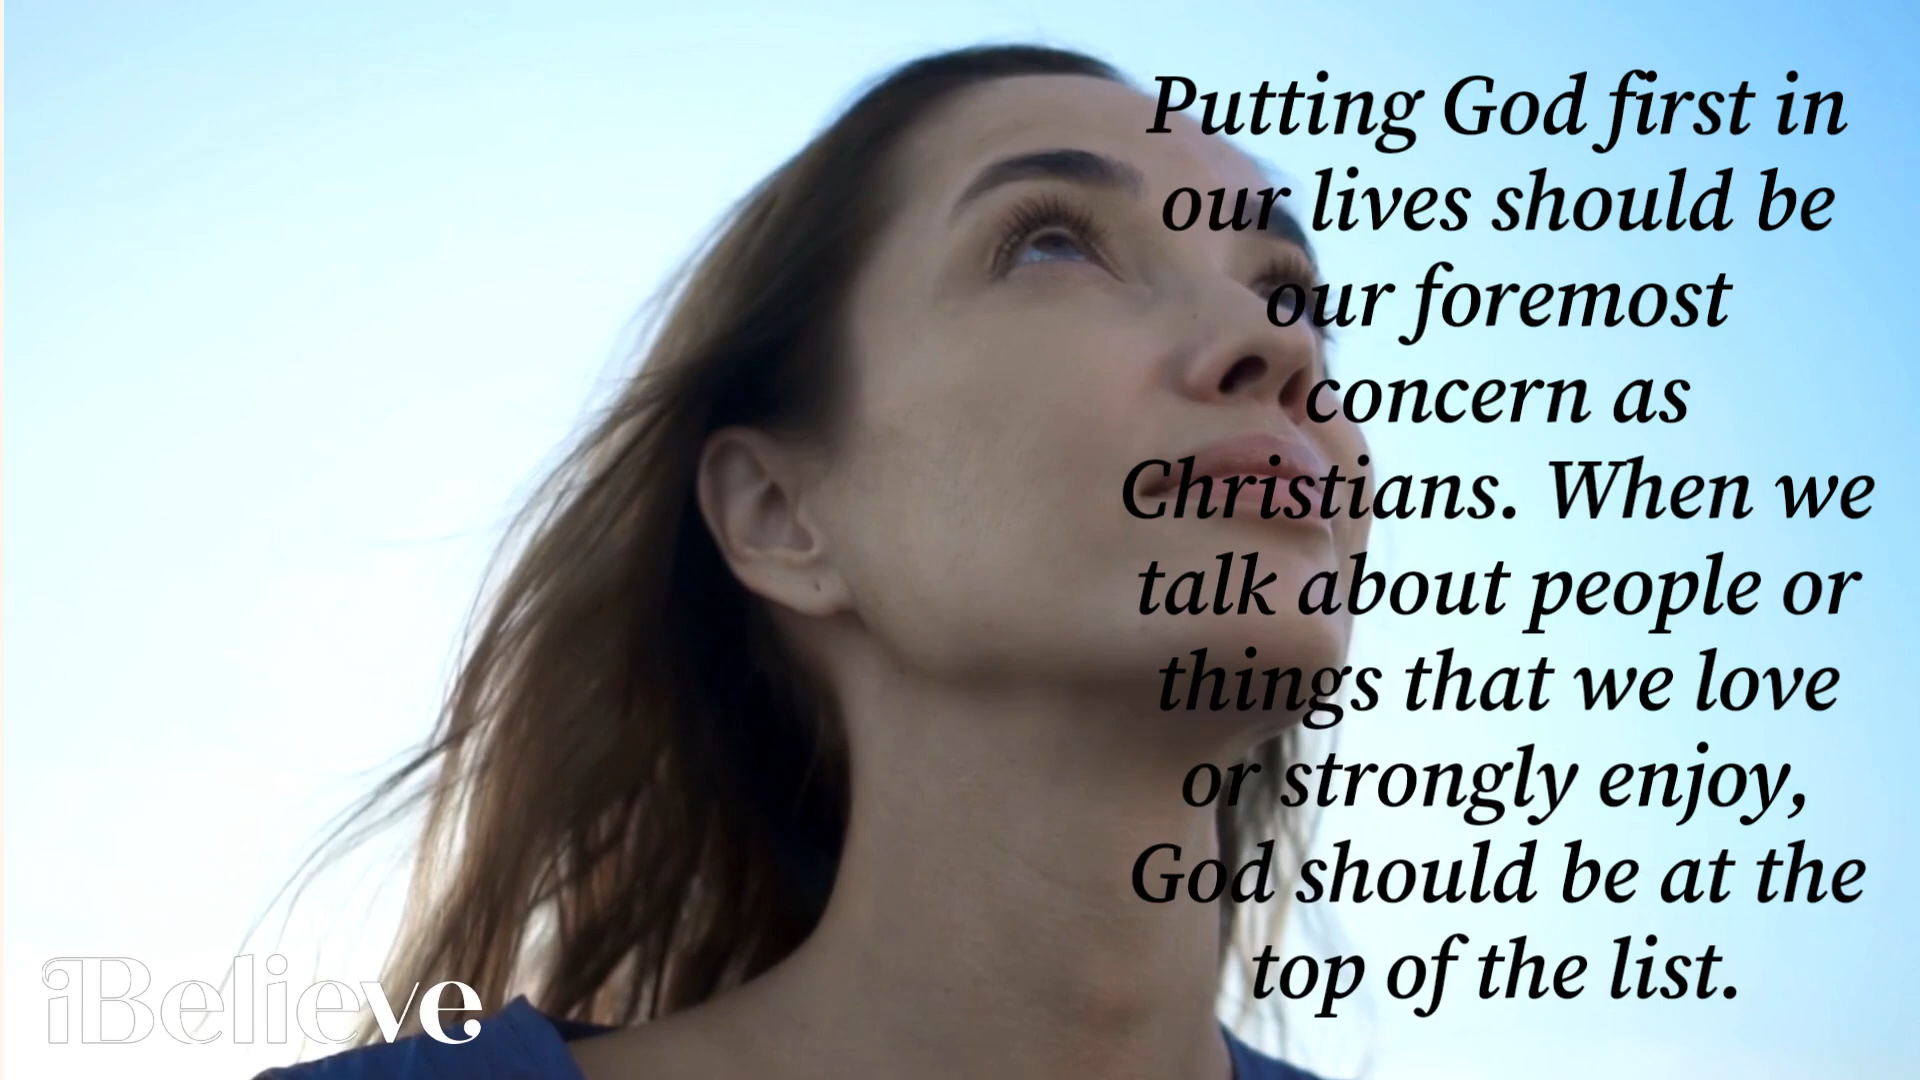 Putting God first in
our lives should be
our foremost
concern as
Christians. When we
talk about people or
things that we love
or strongly enjoy,
God should be at the
top of the list.
iBelieve